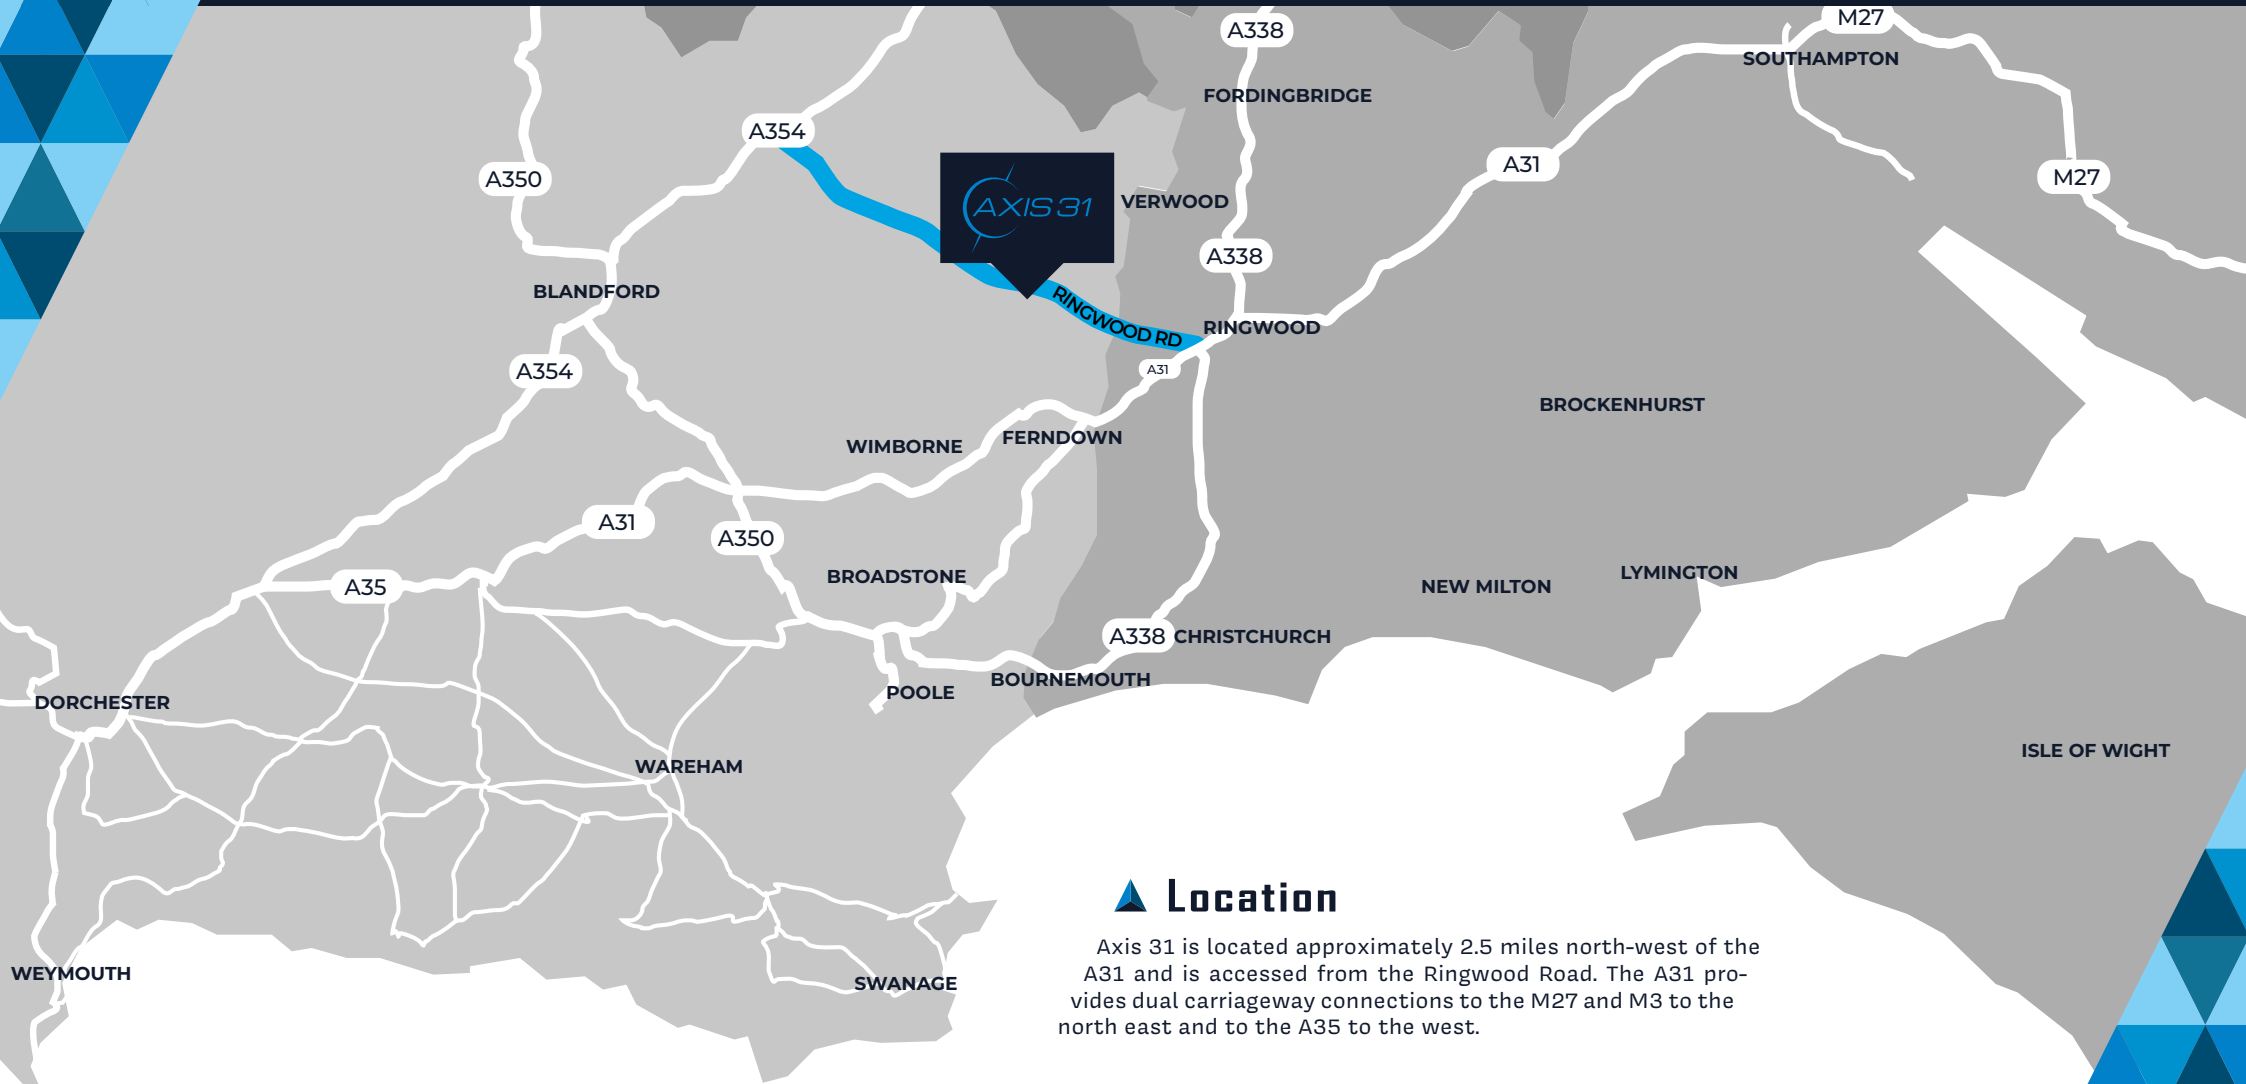 M27
A338
SOUTHAMPTON
FORDINGBRIDGE
A354
A31
A350
M27
AXIS 31
VERWOOD
A338
BLANDFORD
RINGWOOD RD
RINGWOOD
A354
A31
BROCKENHURST
WIMBORNE
FERNDOWN
A31
A350
BROADSTONE
LYMINGTON
A35
NEW MILTON
A338
CHRISTCHURCH
BOURNEMOUTH
POOLE
DORCHESTER
ISLE OF WIGHT
WAREHAM
WEYMOUTH
SWANAGE
Location
Axis 31 is located approximately 2.5 miles north-west of the
A31 and is accessed from the Ringwood Road. The A31 pro-
vides dual carriageway connections to the M27 and M3 to the
north east and to the A35 to the west.